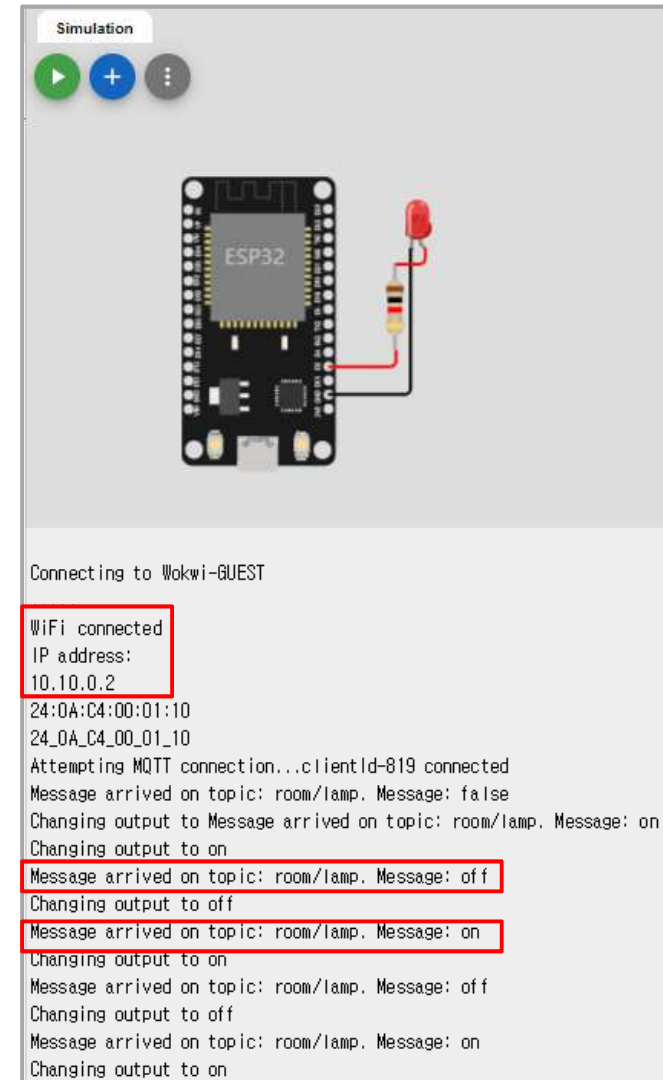 Simulation
ESP32
Connecting to Wokwi-GUEST
WiFi connected
IP address:
10.10.0.2
24:0A:C4:00:01:10
24_0A_C4_00_01_10
Attempting MQTT connection...clientId-819 connected
Message arrived on topic: room/lamp. Message: false
Changing output to Message arrived on topic: room/lamp. Message: on
Changing output to on
Message arrived on topic: room/lamp. Message: off
Changing output to off
Message arrived on topic: room/lamp. Message: on
Changing output to on
Message arrived on topic: room/lamp. Message: off
Changing output to off
Message arrived on topic: room/lamp. Message: on
Changing output to on